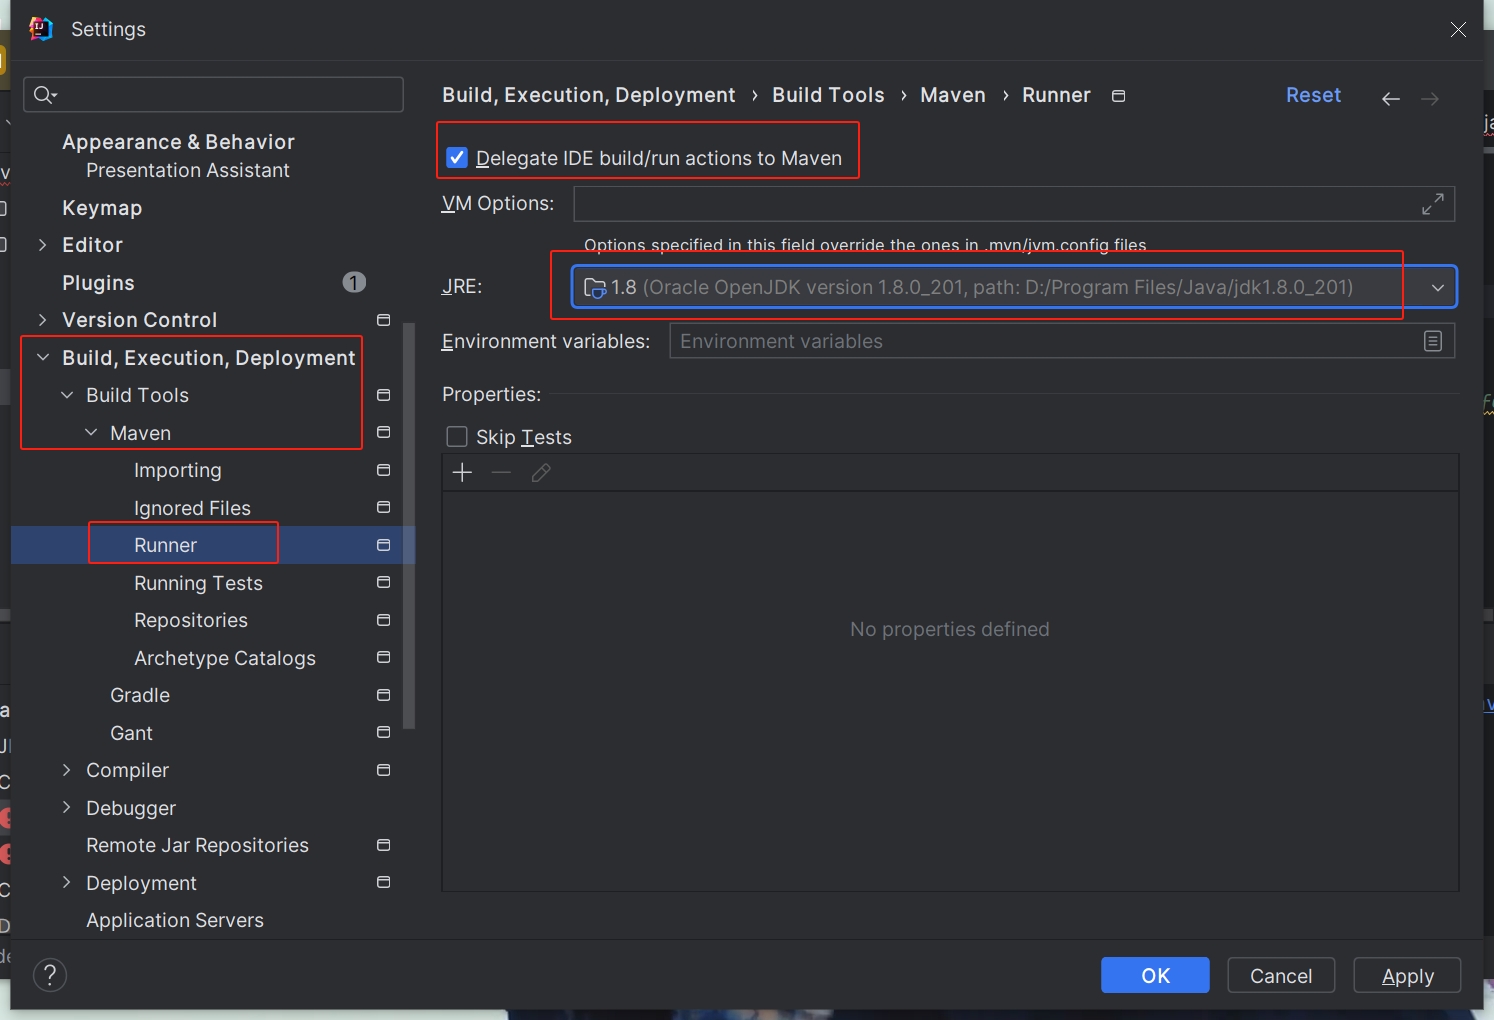 Settings
Appearance & Behavior
Presentation Assistant
Keymap
Editor
Plugins 1
Version Control
Build, Execution, Deployment
Build Tools
Maven
Importing
Ignored Files
Runner
Running Tests
Repositories
Archetype Catalogs
Gradle
Gant
Compiler
Debugger
Remote Jar Repositories
Deployment
Application Servers
Build, Execution, Deployment › Build Tools › Maven › Runner
Reset
Delegate IDE build/run actions to Maven
VM Options:
Options specified in this field override the ones in .mvn/jvm.config files
JRE: 1.8 (Oracle OpenJDK version 1.8.0_201, path: D:/Program Files/Java/jdk1.8.0_201)
Environment variables: Environment variables
Properties:
Skip Tests
No properties defined
?
OK Cancel Apply